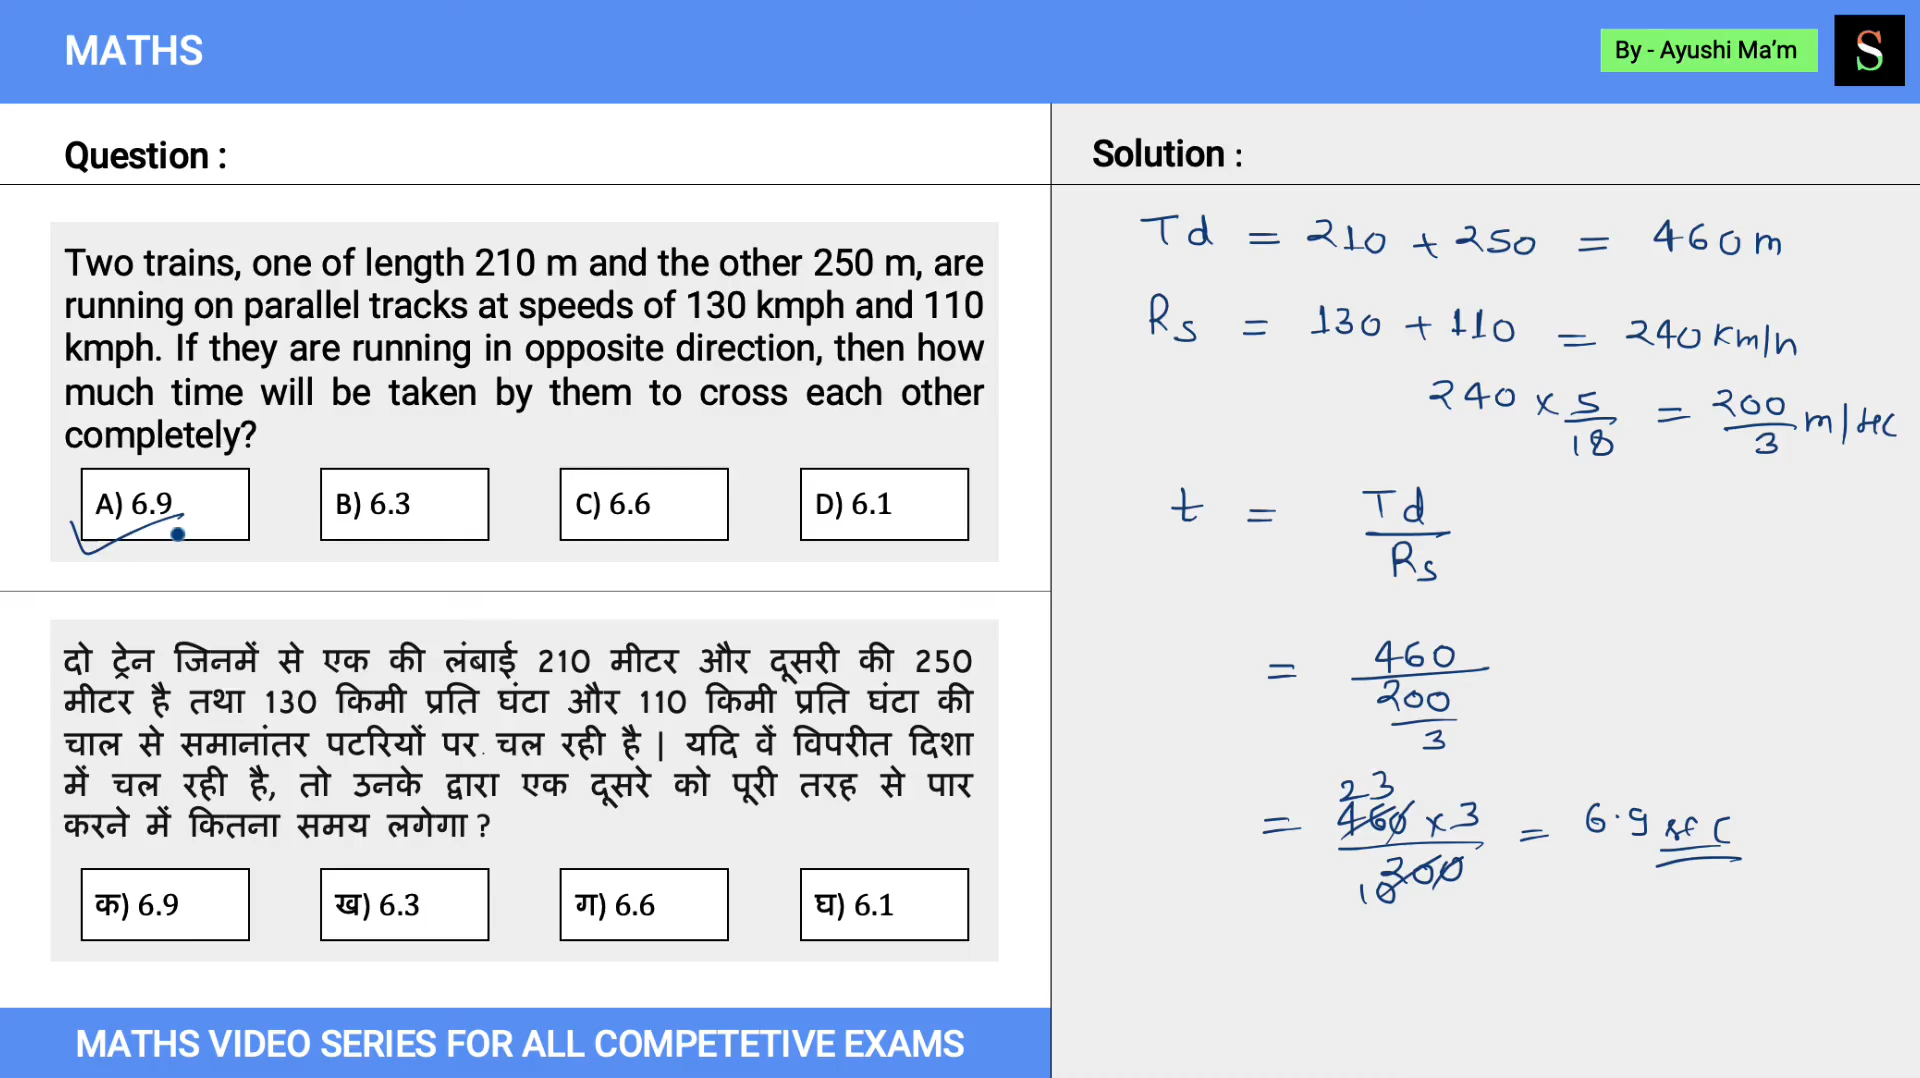 MATHS
By - Ayushi Ma’m
S
Question :
Two trains, one of length 210 m and the other 250 m, are
running on parallel tracks at speeds of 130 kmph and 110
kmph. If they are running in opposite direction, then how
much time will be taken by them to cross each other
completely?
A) 6.9
B) 6.3
C) 6.6
D) 6.1
दो ट्रेन जिनमें से एक की लंबाई 210 मीटर और दूसरी की 250
मीटर है तथा 130 किमी प्रति घंटा और 110 किमी प्रति घंटा की
चाल से समानांतर पटरियों पर चल रही है | यदि वें विपरीत दिशा
में चल रही है, तो उनके द्वारा एक दूसरे को पूरी तरह से पार
करने में कितना समय लगेगा ?
क) 6.9
ख) 6.3
ग) 6.6
घ) 6.1
MATHS VIDEO SERIES FOR ALL COMPETETIVE EXAMS
Solution :
Td = 210 + 250 = 460 m
Rs = 130 + 110 = 240 Km/h
240 × 5/18 = 200/3 m/sec
t = Td/Rs
= 460
200
3
23
= 460 × 3 = 6.9 sec
200
10